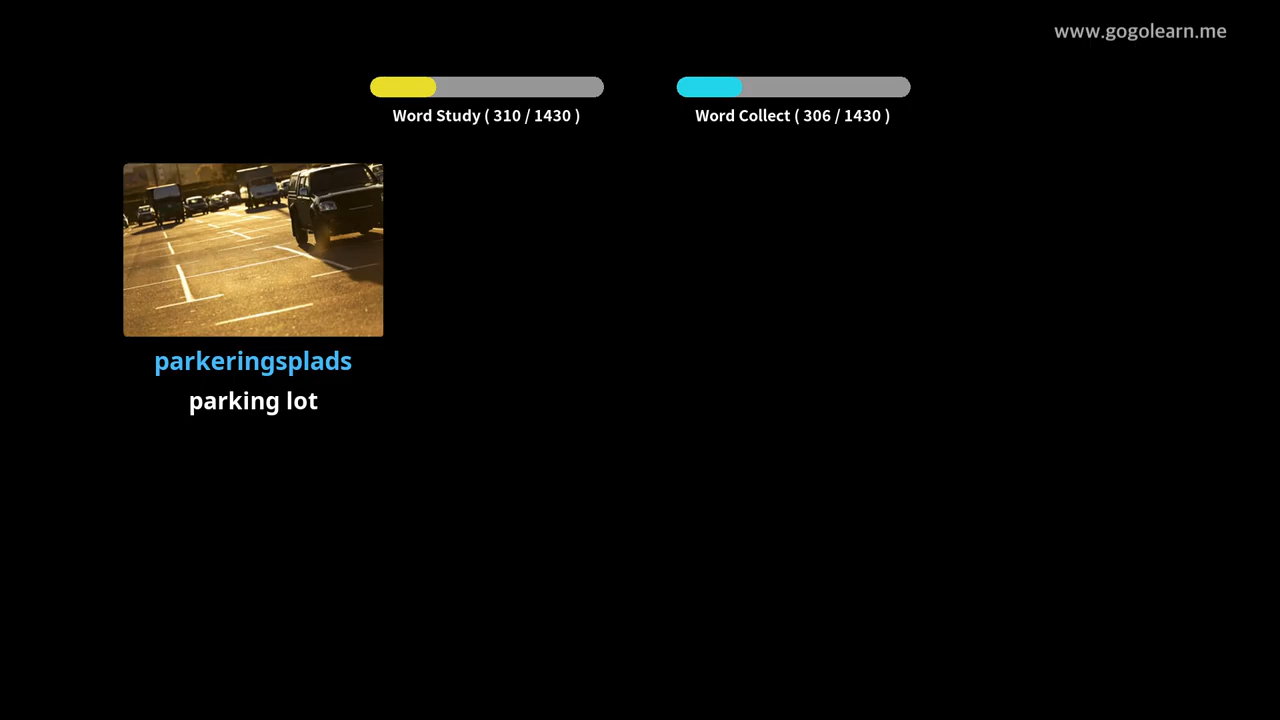 www.gogolearn.me
Word Study ( 310 / 1430 )
Word Collect ( 306 / 1430 )
parkeringsplads
parking lot